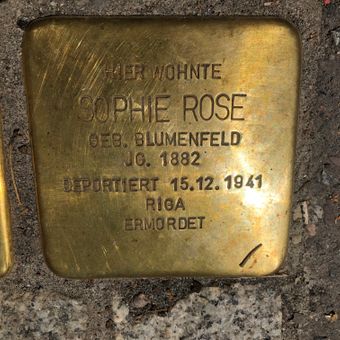 HIER WOHNTE
SOPHIE ROSE
GEB. BLUMENFELD
JG. 1882
DEPORTIERT 15.12.1941
RIGA
ERMORDET